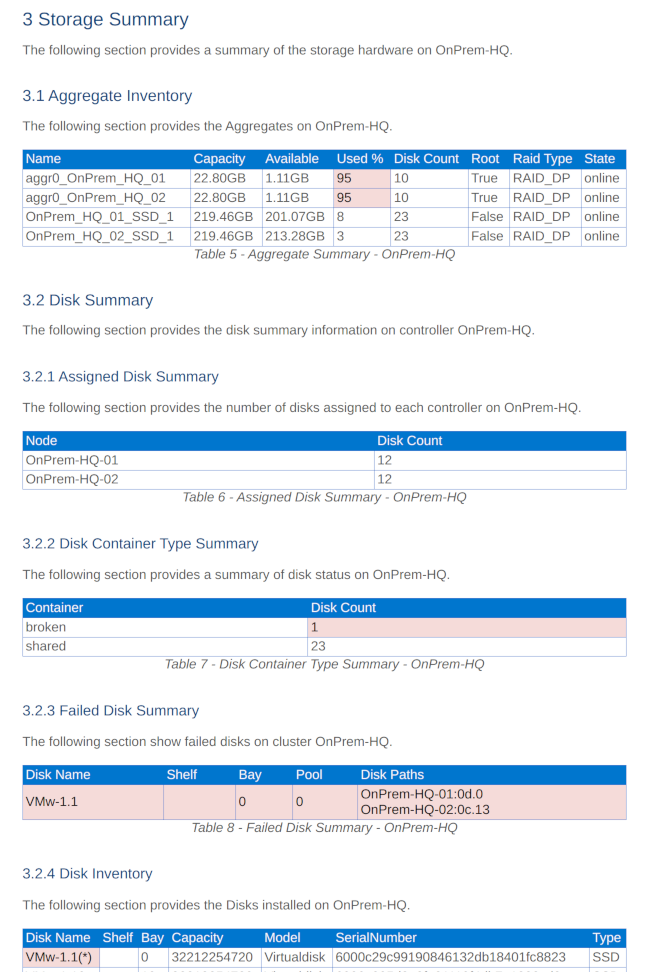 3 Storage Summary
The following section provides a summary of the storage hardware on OnPrem-HQ.
3.1 Aggregate Inventory
The following section provides the Aggregates on OnPrem-HQ.
Name Capacity Available Used % Disk Count Root Raid Type State
aggr0_OnPrem_HQ_01 22.80GB 1.11GB 95 10 True RAID_DP online
aggr0_OnPrem_HQ_02 22.80GB 1.11GB 95 10 True RAID_DP online
OnPrem_HQ_01_SSD_1 219.46GB 201.07GB 8 23 False RAID_DP online
OnPrem_HQ_02_SSD_1 219.46GB 213.28GB 3 23 False RAID_DP online
Table 5 - Aggregate Summary - OnPrem-HQ
3.2 Disk Summary
The following section provides the disk summary information on controller OnPrem-HQ.
3.2.1 Assigned Disk Summary
The following section provides the number of disks assigned to each controller on OnPrem-HQ.
Node Disk Count
OnPrem-HQ-01 12
OnPrem-HQ-02 12
Table 6 - Assigned Disk Summary - OnPrem-HQ
3.2.2 Disk Container Type Summary
The following section provides a summary of disk status on OnPrem-HQ.
Container Disk Count
broken 1
shared 23
Table 7 - Disk Container Type Summary - OnPrem-HQ
3.2.3 Failed Disk Summary
The following section show failed disks on cluster OnPrem-HQ.
Disk Name Shelf Bay Pool Disk Paths
VMw-1.1 0 0 OnPrem-HQ-01:0d.0
OnPrem-HQ-02:0c.13
Table 8 - Failed Disk Summary - OnPrem-HQ
3.2.4 Disk Inventory
The following section provides the Disks installed on OnPrem-HQ.
Disk Name Shelf Bay Capacity Model SerialNumber Type
VMw-1.1(*) 0 32212254720 Virtualdisk 6000c29c99190846132db18401fc8823 SSD